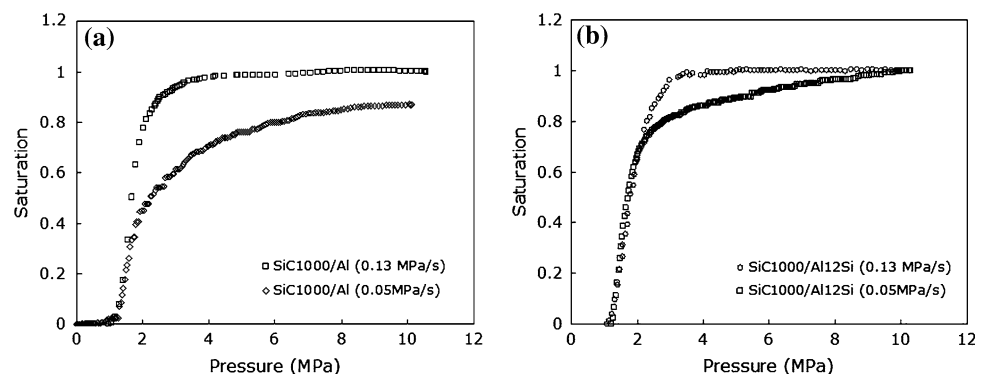 (a)
1.2
1
0.8
0.6
0.4
0.2
0
Saturation
SiC1000/Al (0.13 MPa/s)
SiC1000/Al (0.05MPa/s)
0 2 4 6 8 10 12
Pressure (MPa)
(b)
1.2
1
0.8
0.6
0.4
0.2
0
Saturation
SiC1000/Al12Si (0.13 MPa/s)
SiC1000/Al12Si (0.05MPa/s)
0 2 4 6 8 10 12
Pressure (MPa)